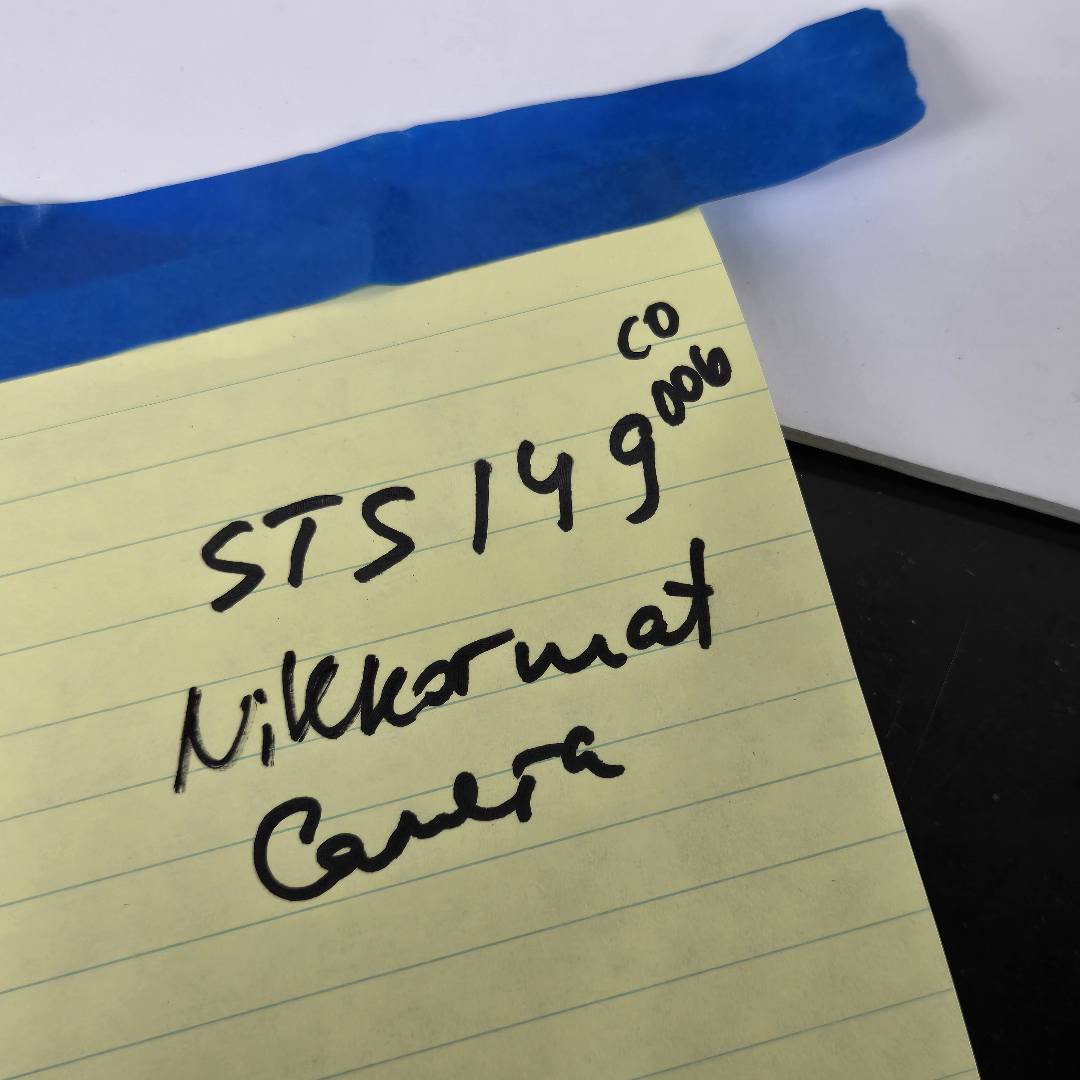 CO
006
STS 149
Nikkormat
Camera